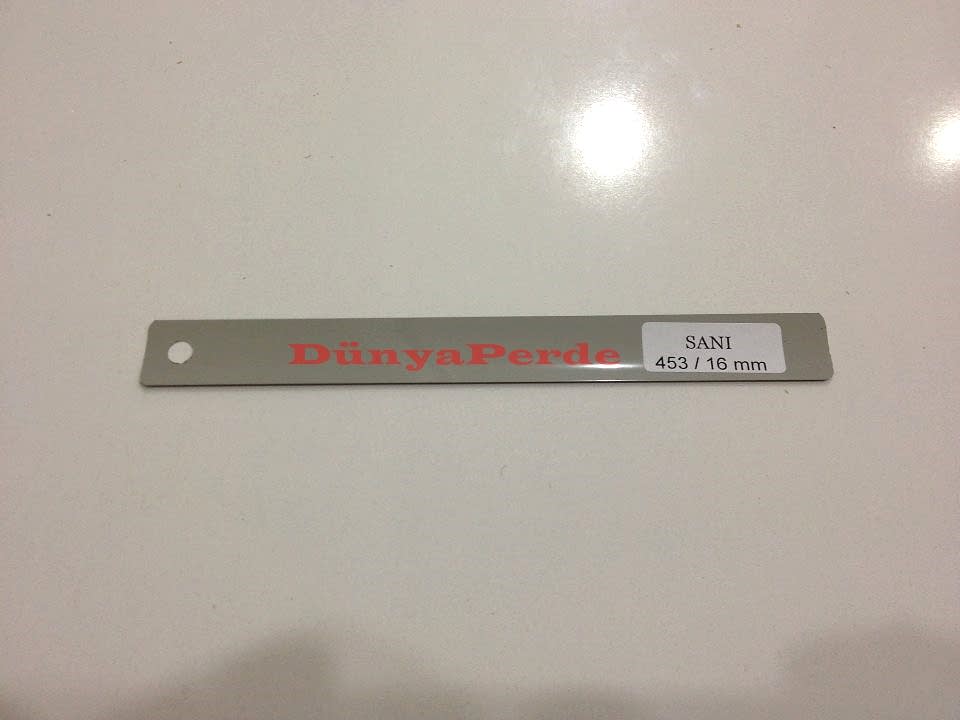 DünyaPerde
SANI
453 / 16 mm